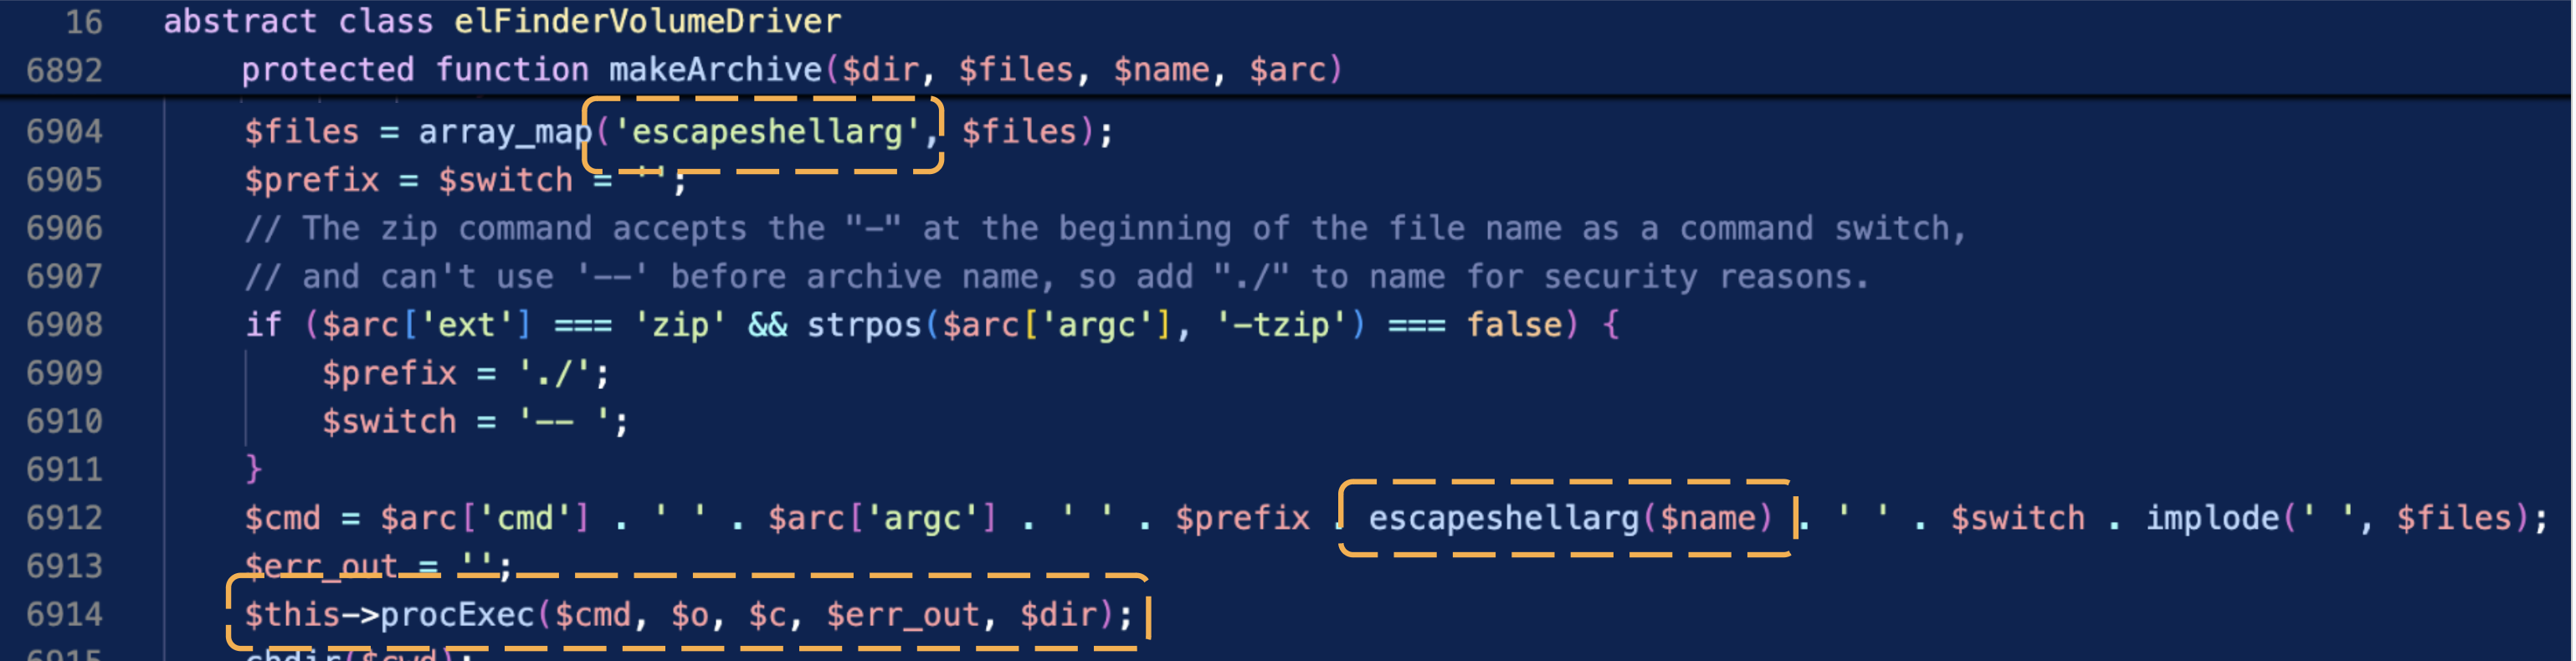 16 abstract class elFinderVolumeDriver
6892 protected function makeArchive($dir, $files, $name, $arc)
6904 $files = array_map('escapeshellarg', $files);
6905 $prefix = $switch = '';
6906 // The zip command accepts the "-" at the beginning of the file name as a command switch,
6907 // and can't use '--' before archive name, so add "./" to name for security reasons.
6908 if ($arc['ext'] === 'zip' && strpos($arc['argc'], '-tzip') === false) {
6909 $prefix = './';
6910 $switch = '-- ';
6911 }
6912 $cmd = $arc['cmd'] . ' ' . $arc['argc'] . ' ' . $prefix . escapeshellarg($name) . ' ' . $switch . implode(' ', $files);
6913 $err_out = '';
6914 $this->procExec($cmd, $o, $c, $err_out, $dir);
6915 chdir($cwd);